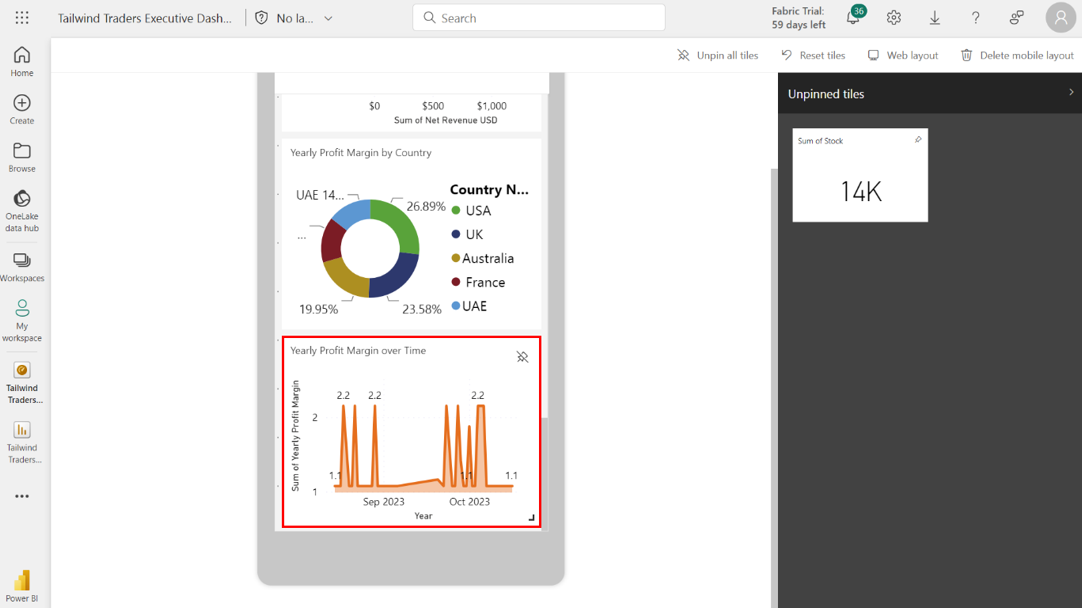 Tailwind Traders Executive Dash...
No la...
Search
Fabric Trial:
59 days left
36
Home
Create
Browse
OneLake
data hub
Workspaces
My
workspace
Tailwind
Traders...
Tailwind
Traders...
Power BI
Unpin all tiles
Reset tiles
Web layout
Delete mobile layout
$0 $500 $1,000
Sum of Net Revenue USD
Yearly Profit Margin by Country
UAE 14...
26.89%
...
19.95%
23.58%
Country N...
USA
UK
Australia
France
UAE
Yearly Profit Margin over Time
Sum of Yearly Profit Margin
2.2 2.2 2.2
2
1.1 1.1 1.1
1
Sep 2023 Oct 2023
Year
Unpinned tiles
Sum of Stock
14K